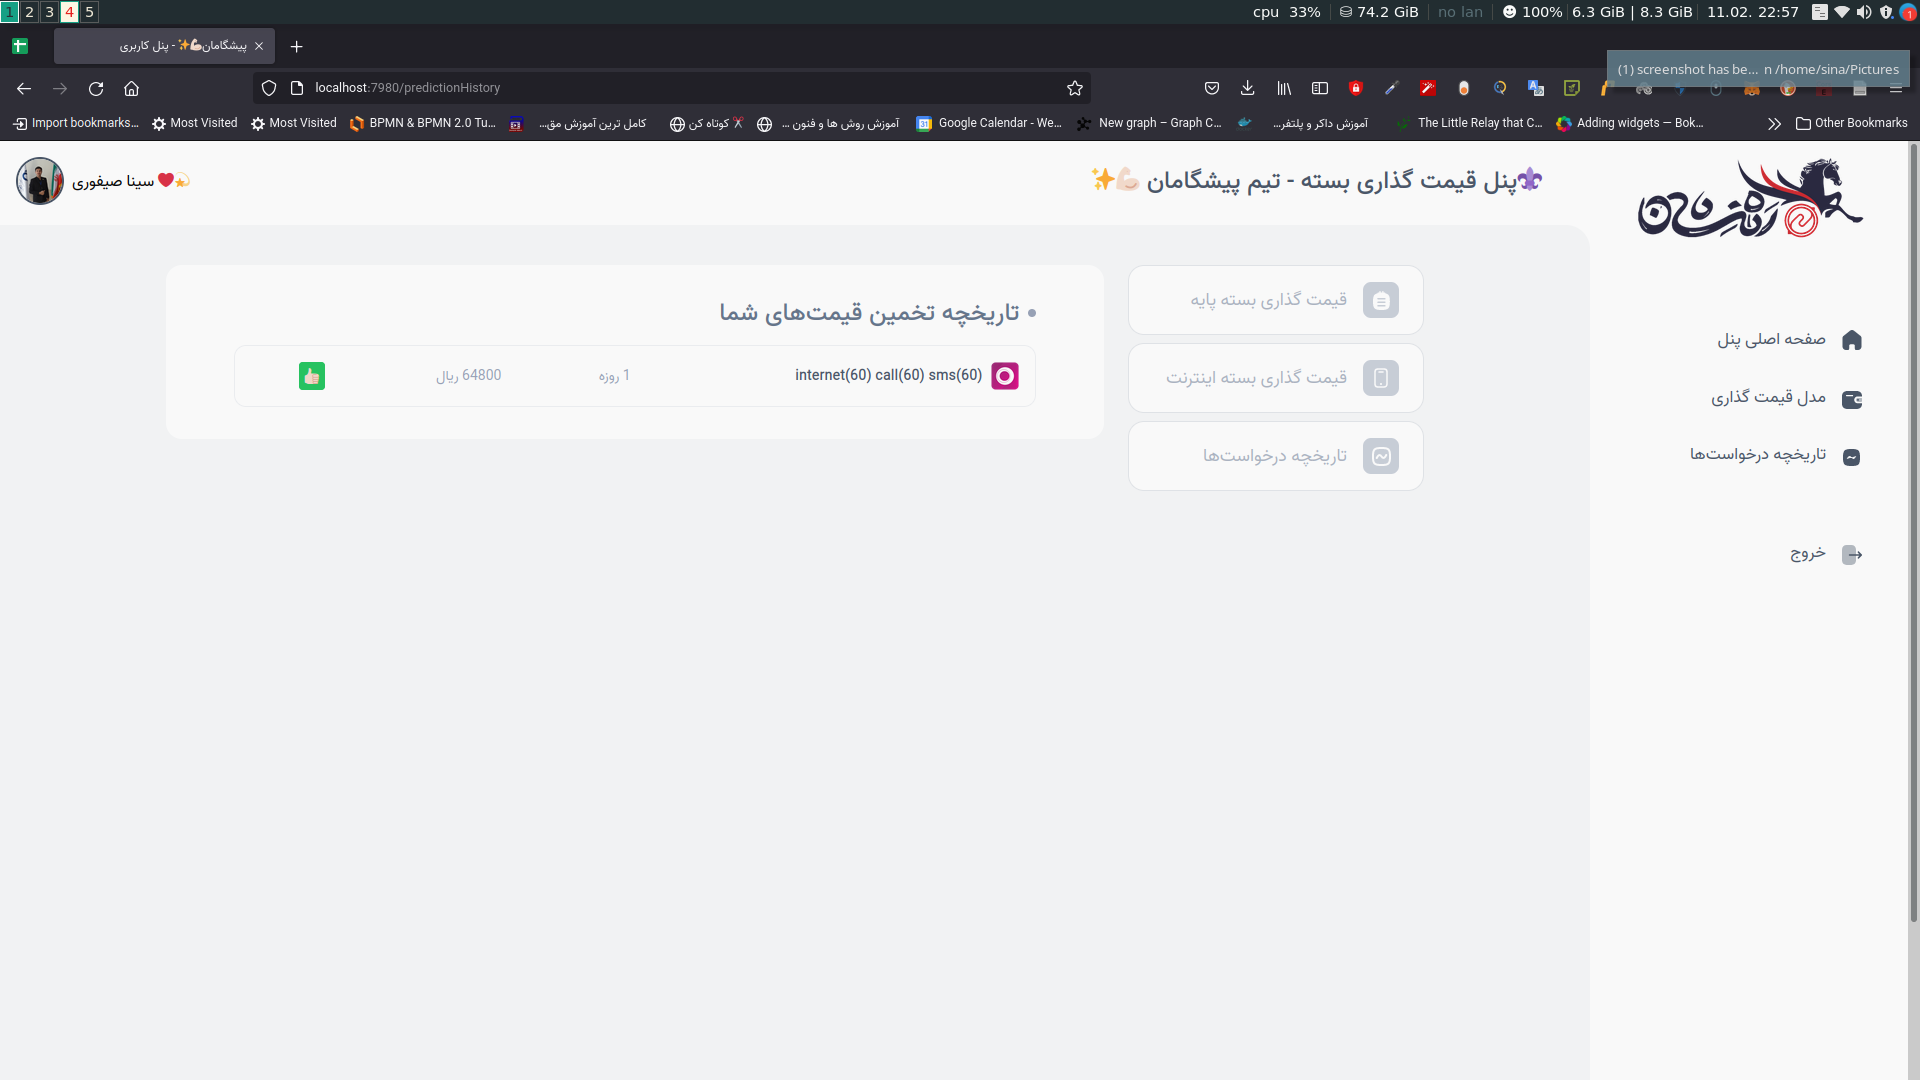 1 2 3 4 5
cpu 33% 74.2 GiB no lan 100% 6.3 GiB | 8.3 GiB 11.02. 22:57
پیشگامان💪🏻✨ - پنل کاربری
(1) screenshot has be... n /home/sina/Pictures
localhost:7980/predictionHistory
Import bookmarks... Most Visited Most Visited BPMN & BPMN 2.0 Tu... کامل ترین آموزش مق... کوتاه کن ✂ آموزش روش ها و فنون ... Google Calendar - We... New graph – Graph C... آموزش داکر و پلتفر... The Little Relay that C... Adding widgets — Bok... Other Bookmarks
⚜پنل قیمت گذاری بسته - تیم پیشگامان 💪🏻✨
سینا صیفوری ❤💫
صفحه اصلی پنل
مدل قیمت گذاری
تاریخچه درخواست‌ها
خروج
قیمت گذاری بسته پایه
قیمت گذاری بسته اینترنت
تاریخچه درخواست‌ها
تاریخچه تخمین قیمت‌های شما
internet(60) call(60) sms(60)
1 روزه
64800 ریال